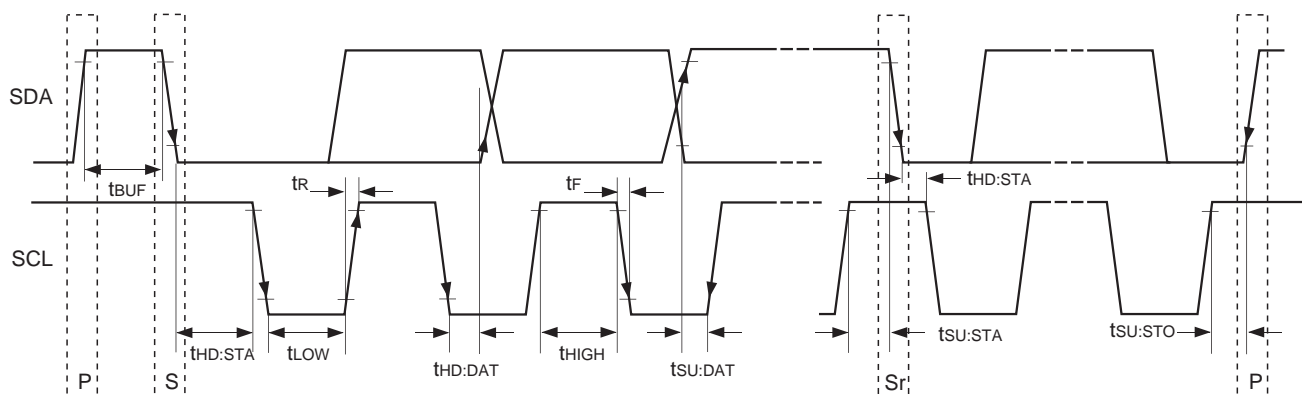 SDA
tBUF
tR
tF
tHD:STA
SCL
tHD:STA
tLOW
tHD:DAT
tHIGH
tSU:DAT
tSU:STA
tSU:STO
P
S
Sr
P